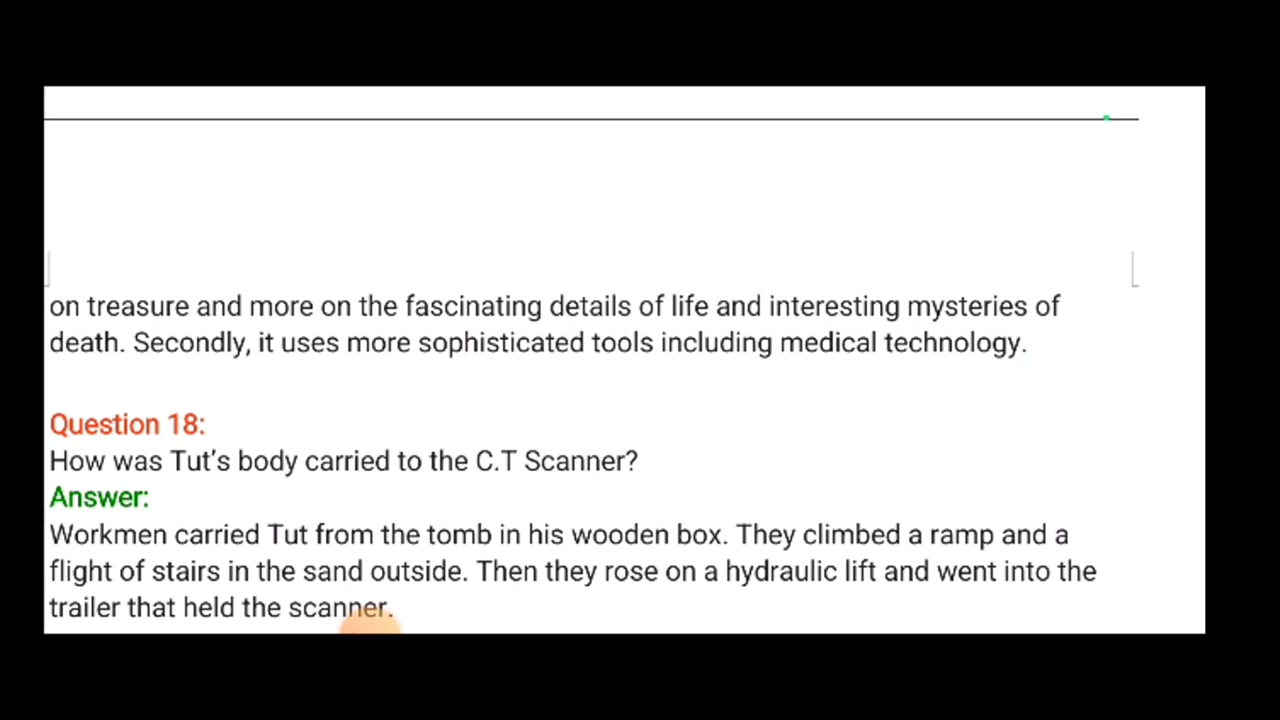 on treasure and more on the fascinating details of life and interesting mysteries of
death. Secondly, it uses more sophisticated tools including medical technology.
Question 18:
How was Tut’s body carried to the C.T Scanner?
Answer:
Workmen carried Tut from the tomb in his wooden box. They climbed a ramp and a
flight of stairs in the sand outside. Then they rose on a hydraulic lift and went into the
trailer that held the scanner.